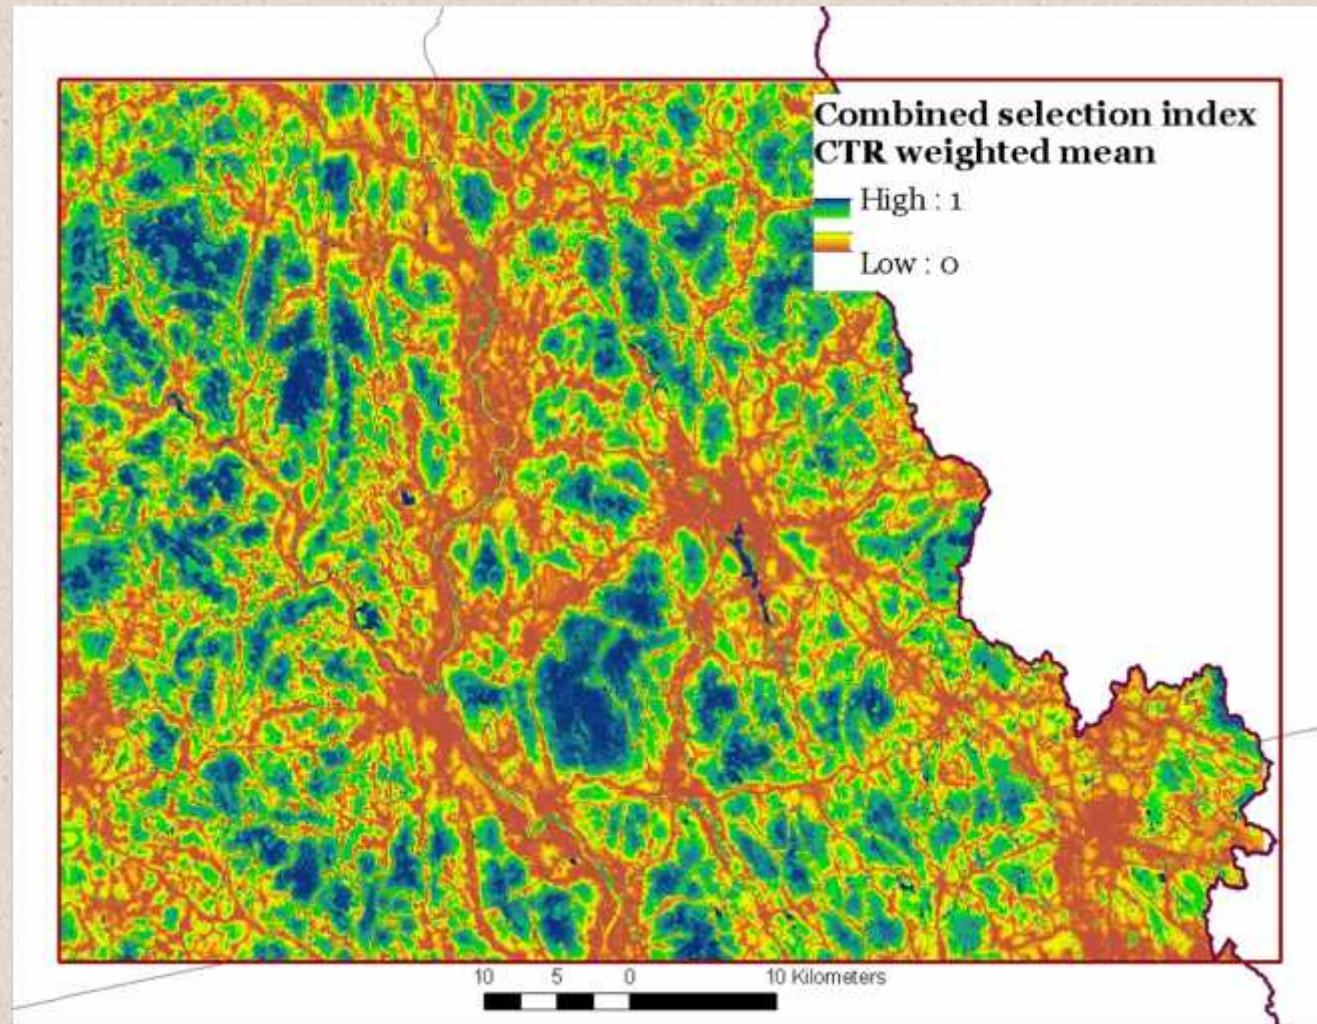 Combined selection index
CTR weighted mean
High : 1
Low : 0
10 5 0 10 Kilometers